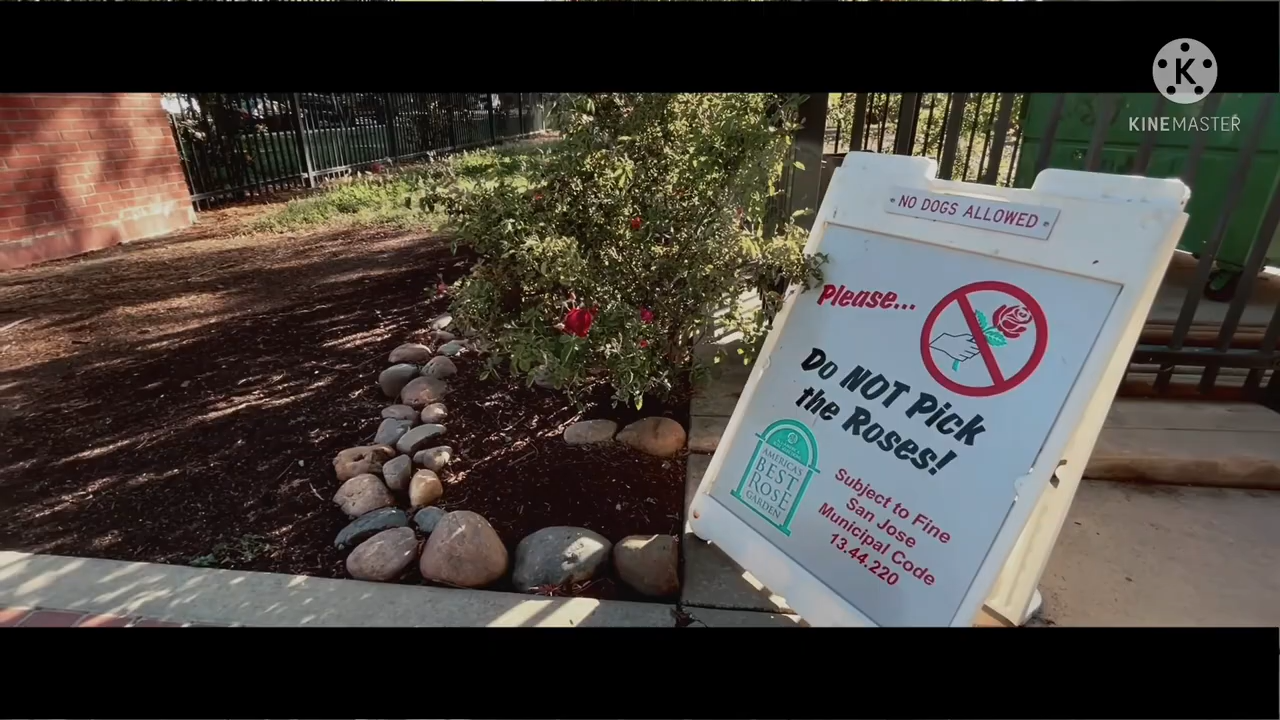 KINEMASTER
NO DOGS ALLOWED
Please...
Do NOT Pick
the Roses!
AMERICA'S
BEST
ROSE
GARDEN
Subject to Fine
San Jose
Municipal Code
13.44.220